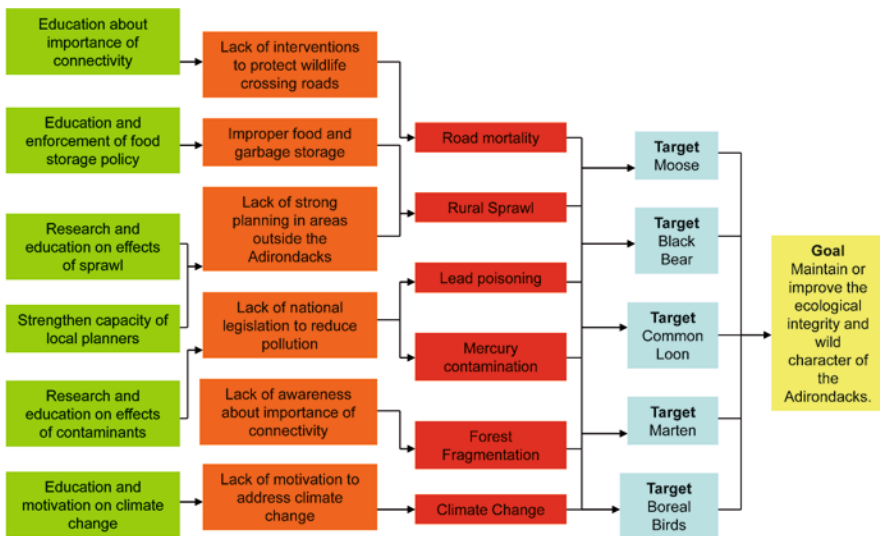 Education about
importance of
connectivity
Education and
enforcement of food
storage policy
Research and
education on effects
of sprawl
Strengthen capacity of
local planners
Research and
education on effects
of contaminants
Education and
motivation on climate
change
Lack of interventions
to protect wildlife
crossing roads
Improper food and
garbage storage
Lack of strong
planning in areas
outside the
Adirondacks
Lack of national
legislation to reduce
pollution
Lack of awareness
about importance of
connectivity
Lack of motivation to
address climate
change
Road mortality
Rural Sprawl
Lead poisoning
Mercury
contamination
Forest
Fragmentation
Climate Change
Target
Moose
Target
Black
Bear
Target
Common
Loon
Target
Marten
Target
Boreal
Birds
Goal
Maintain or
improve the
ecological
integrity and
wild
character of
the
Adirondacks.